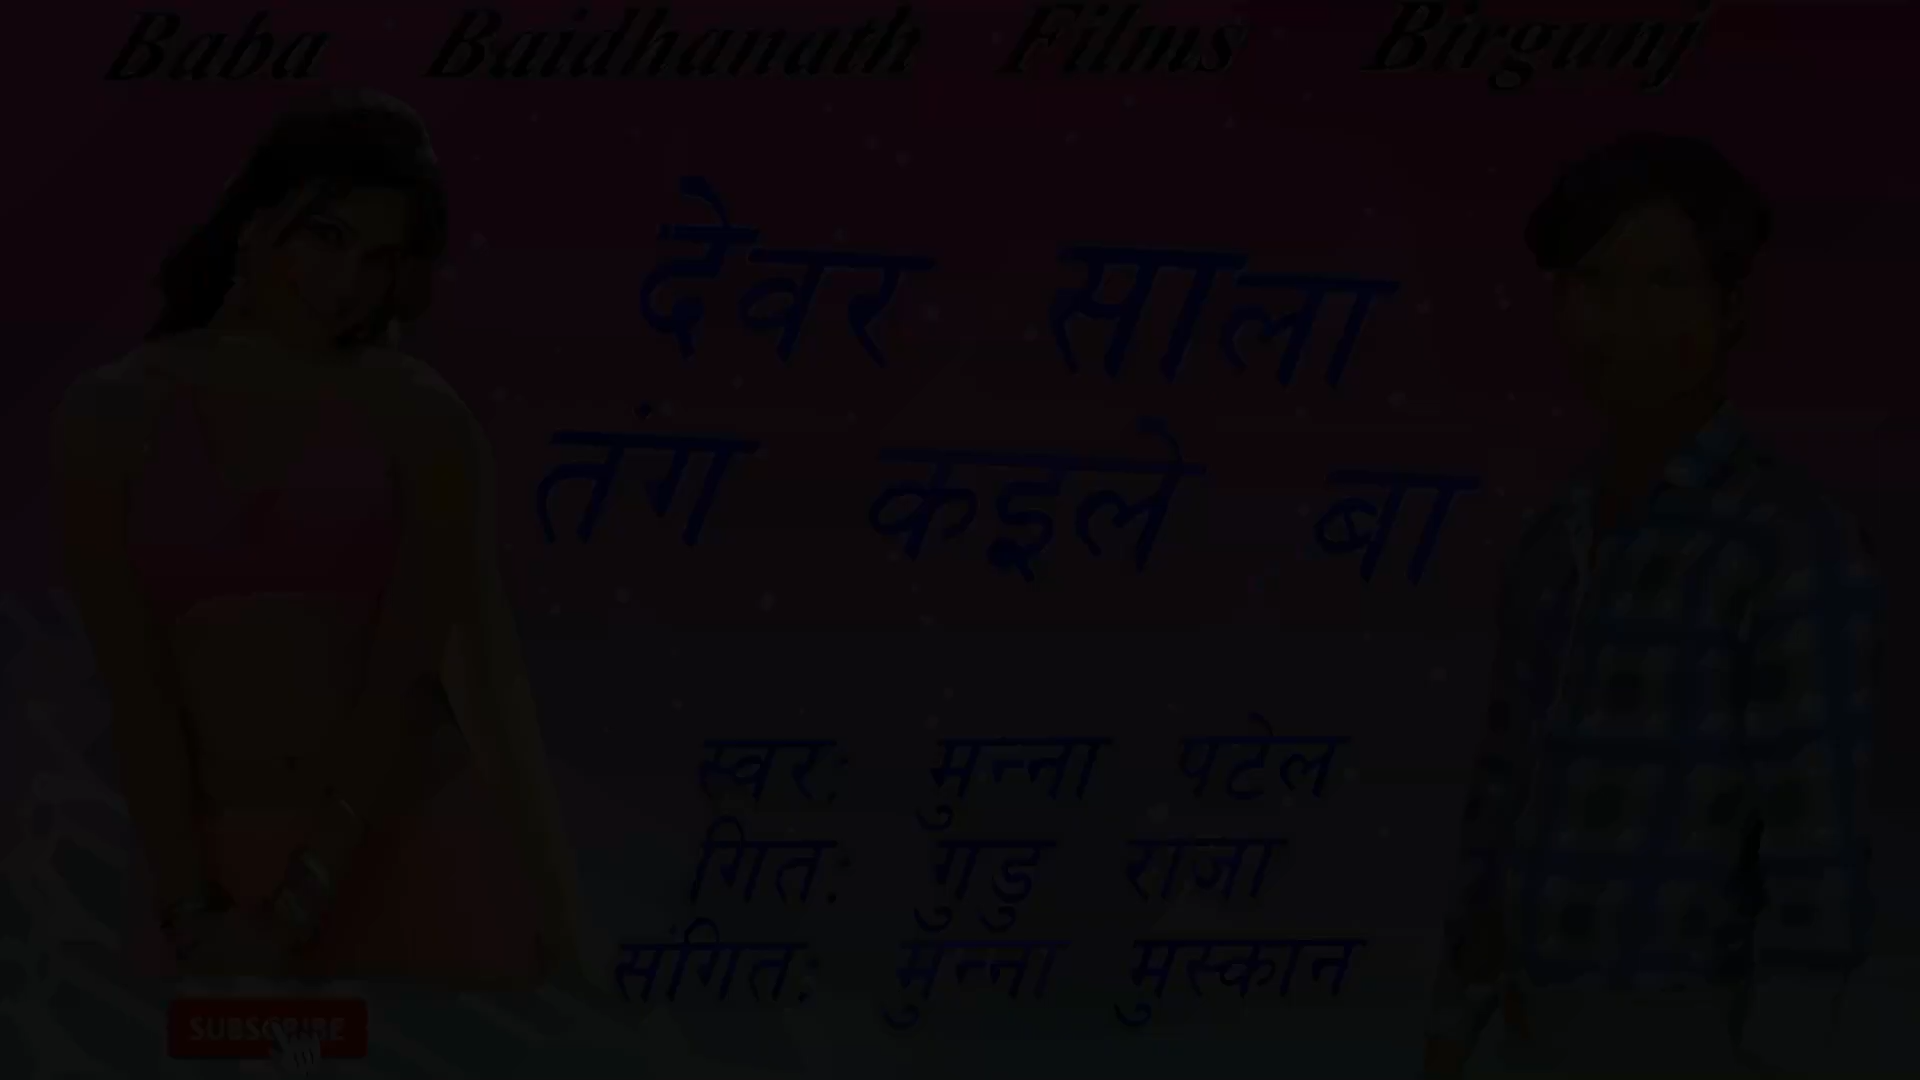 Baba Baidhanath Films Birgunj
देवर साला
तंग कइले बा
स्वर: मुन्ना पटेल
गित: गुडु राजा
संगित: मुन्ना मुस्कान
SUBSCRIBE